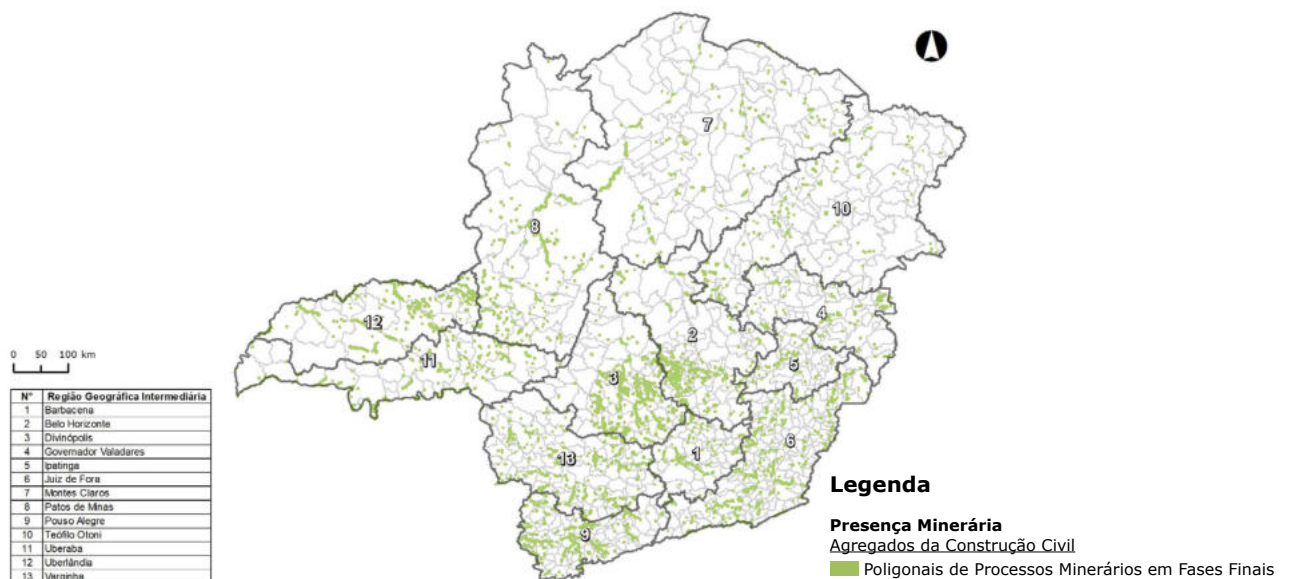 7
10
8
4
12
2
5
11
3
6
1
13
9
0 50 100 km
N° Região Geográfica Intermediária
1 Barbacena
2 Belo Horizonte
3 Divinópolis
4 Governador Valadares
5 Ipatinga
6 Juiz de Fora
7 Montes Claros
8 Patos de Minas
9 Pouso Alegre
10 Teófilo Otoni
11 Uberaba
12 Uberlândia
13 Varginha
Legenda
Presença Minerária
Agregados da Construção Civil
Poligonais de Processos Minerários em Fases Finais